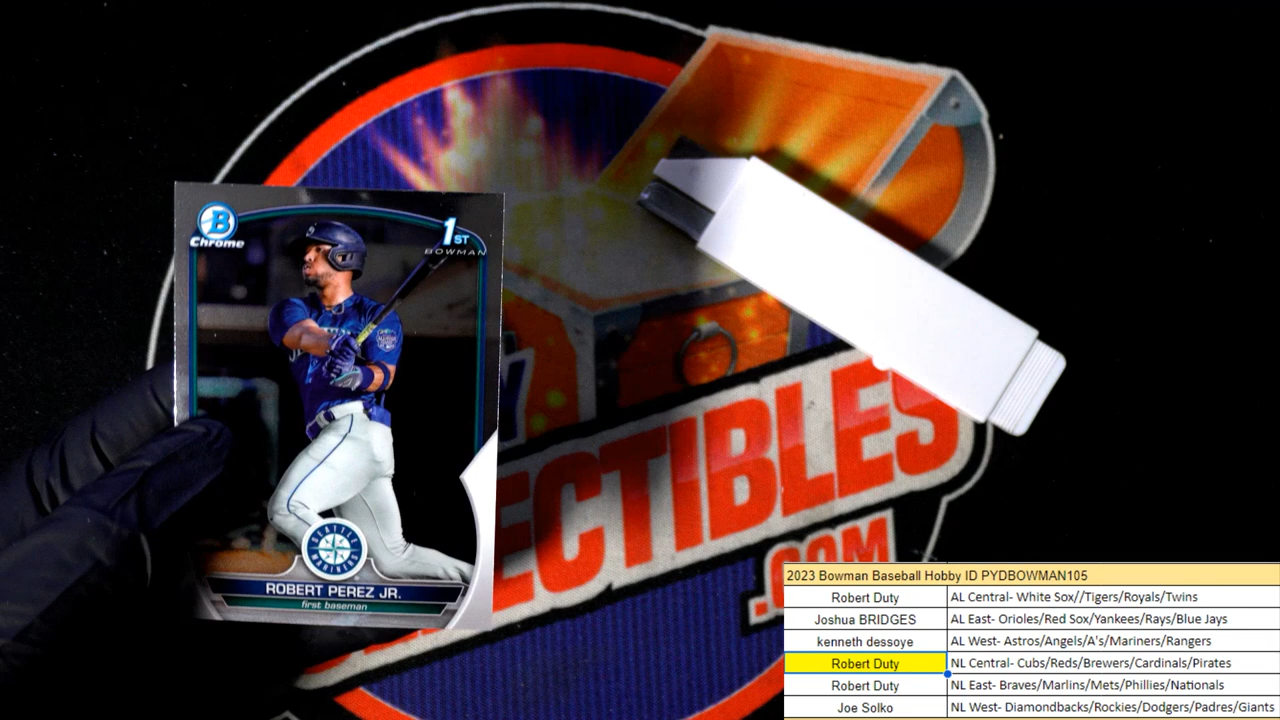 B
Chrome
1ST
BOWMAN
SEATTLE
MARINERS
ROBERT PEREZ JR.
first baseman
ECTIBLES
.COM
2023 Bowman Baseball Hobby ID PYDBOWMAN105
Robert Duty AL Central- White Sox//Tigers/Royals/Twins
Joshua BRIDGES AL East- Orioles/Red Sox/Yankees/Rays/Blue Jays
kenneth dessoye AL West- Astros/Angels/A's/Mariners/Rangers
Robert Duty NL Central- Cubs/Reds/Brewers/Cardinals/Pirates
Robert Duty NL East- Braves/Marlins/Mets/Phillies/Nationals
Joe Solko NL West- Diamondbacks/Rockies/Dodgers/Padres/Giants